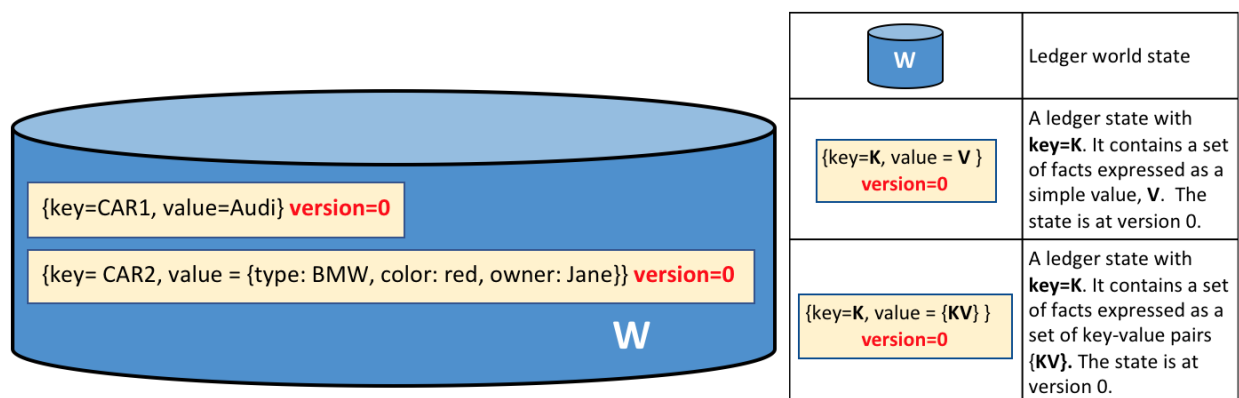 {key=CAR1, value=Audi} version=0
{key= CAR2, value = {type: BMW, color: red, owner: Jane}} version=0
W
W
Ledger world state
{key=K, value = V }
version=0
A ledger state with
key=K. It contains a set
of facts expressed as a
simple value, V.  The
state is at version 0.
{key=K, value = {KV} }
version=0
A ledger state with
key=K. It contains a set
of facts expressed as a
set of key-value pairs
{KV}. The state is at
version 0.